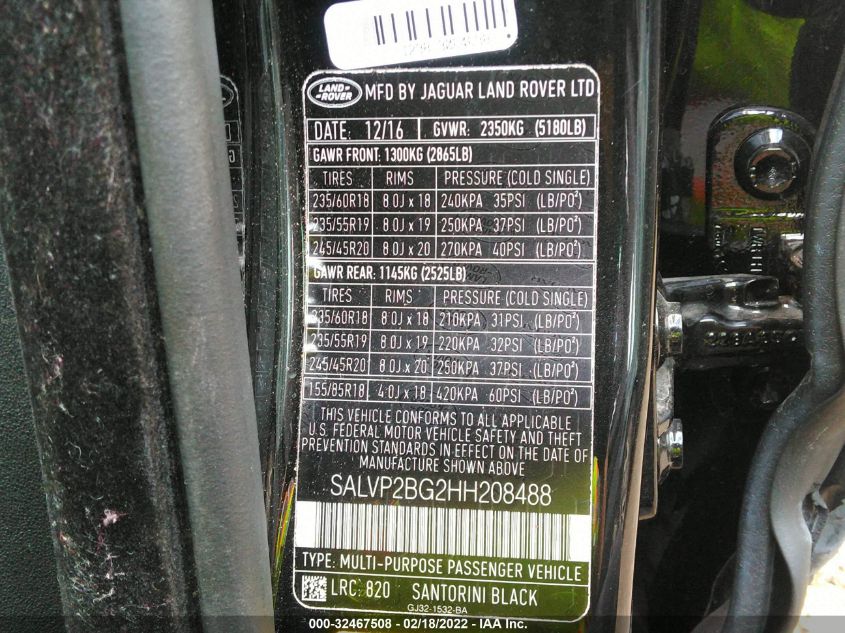 LAND ROVER MFD BY JAGUAR LAND ROVER LTD
DATE: 12/16 GVWR: 2350KG (5180LB)
GAWR FRONT: 1300KG (2865LB)
TIRES RIMS PRESSURE (COLD SINGLE)
235/60R18 8.0J x 18 240KPA 35PSI (LB/PO²)
235/55R19 8.0J x 19 250KPA 37PSI (LB/PO²)
245/45R20 8.0J x 20 270KPA 40PSI (LB/PO²)
GAWR REAR: 1145KG (2525LB)
TIRES RIMS PRESSURE (COLD SINGLE)
235/60R18 8.0J x 18 210KPA 31PSI (LB/PO²)
235/55R19 8.0J x 19 220KPA 32PSI (LB/PO²)
245/45R20 8.0J x 20 250KPA 37PSI (LB/PO²)
155/85R18 4.0J x 18 420KPA 60PSI (LB/PO²)
THIS VEHICLE CONFORMS TO ALL APPLICABLE
U.S. FEDERAL MOTOR VEHICLE SAFETY AND THEFT
PREVENTION STANDARDS IN EFFECT ON THE DATE OF
MANUFACTURE SHOWN ABOVE
SALVP2BG2HH208488
TYPE: MULTI-PURPOSE PASSENGER VEHICLE
LRC: 820 SANTORINI BLACK
GJ32-1532-BA
000-32467508 - 02/18/2022 - IAA Inc.